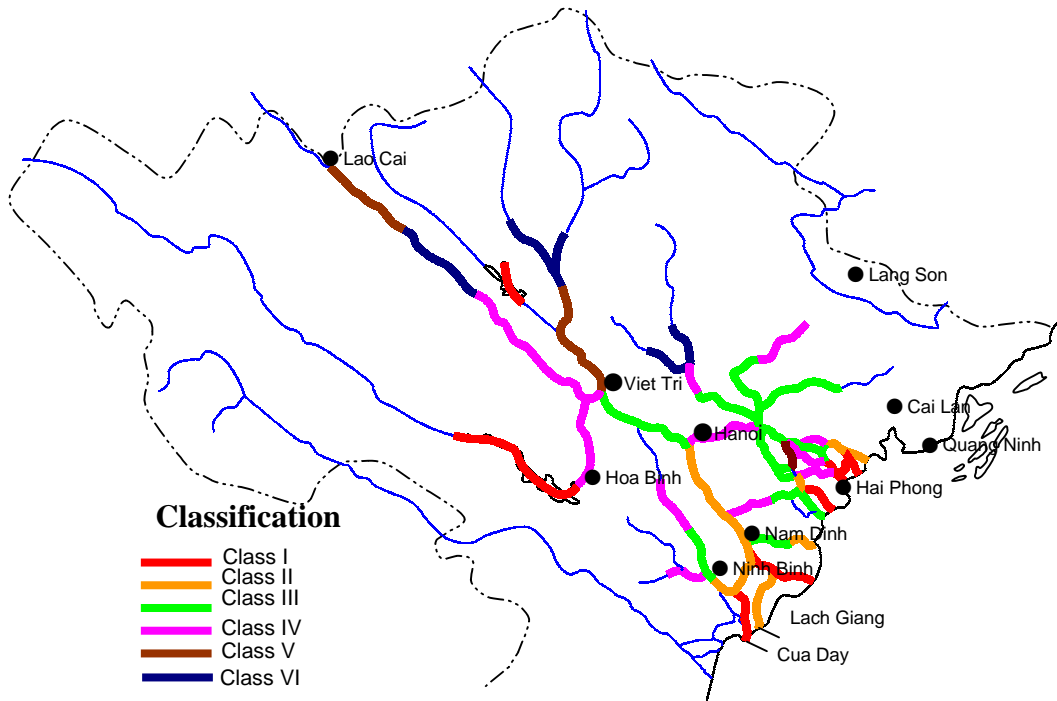 Lao Cai
Lang Son
Viet Tri
Cai Lan
Hanoi
Quang Ninh
Hoa Binh
Hai Phong
Classification
Nam Dinh
Class I
Ninh Binh
Class II
Class III
Lach Giang
Class IV
Class V
Cua Day
Class VI